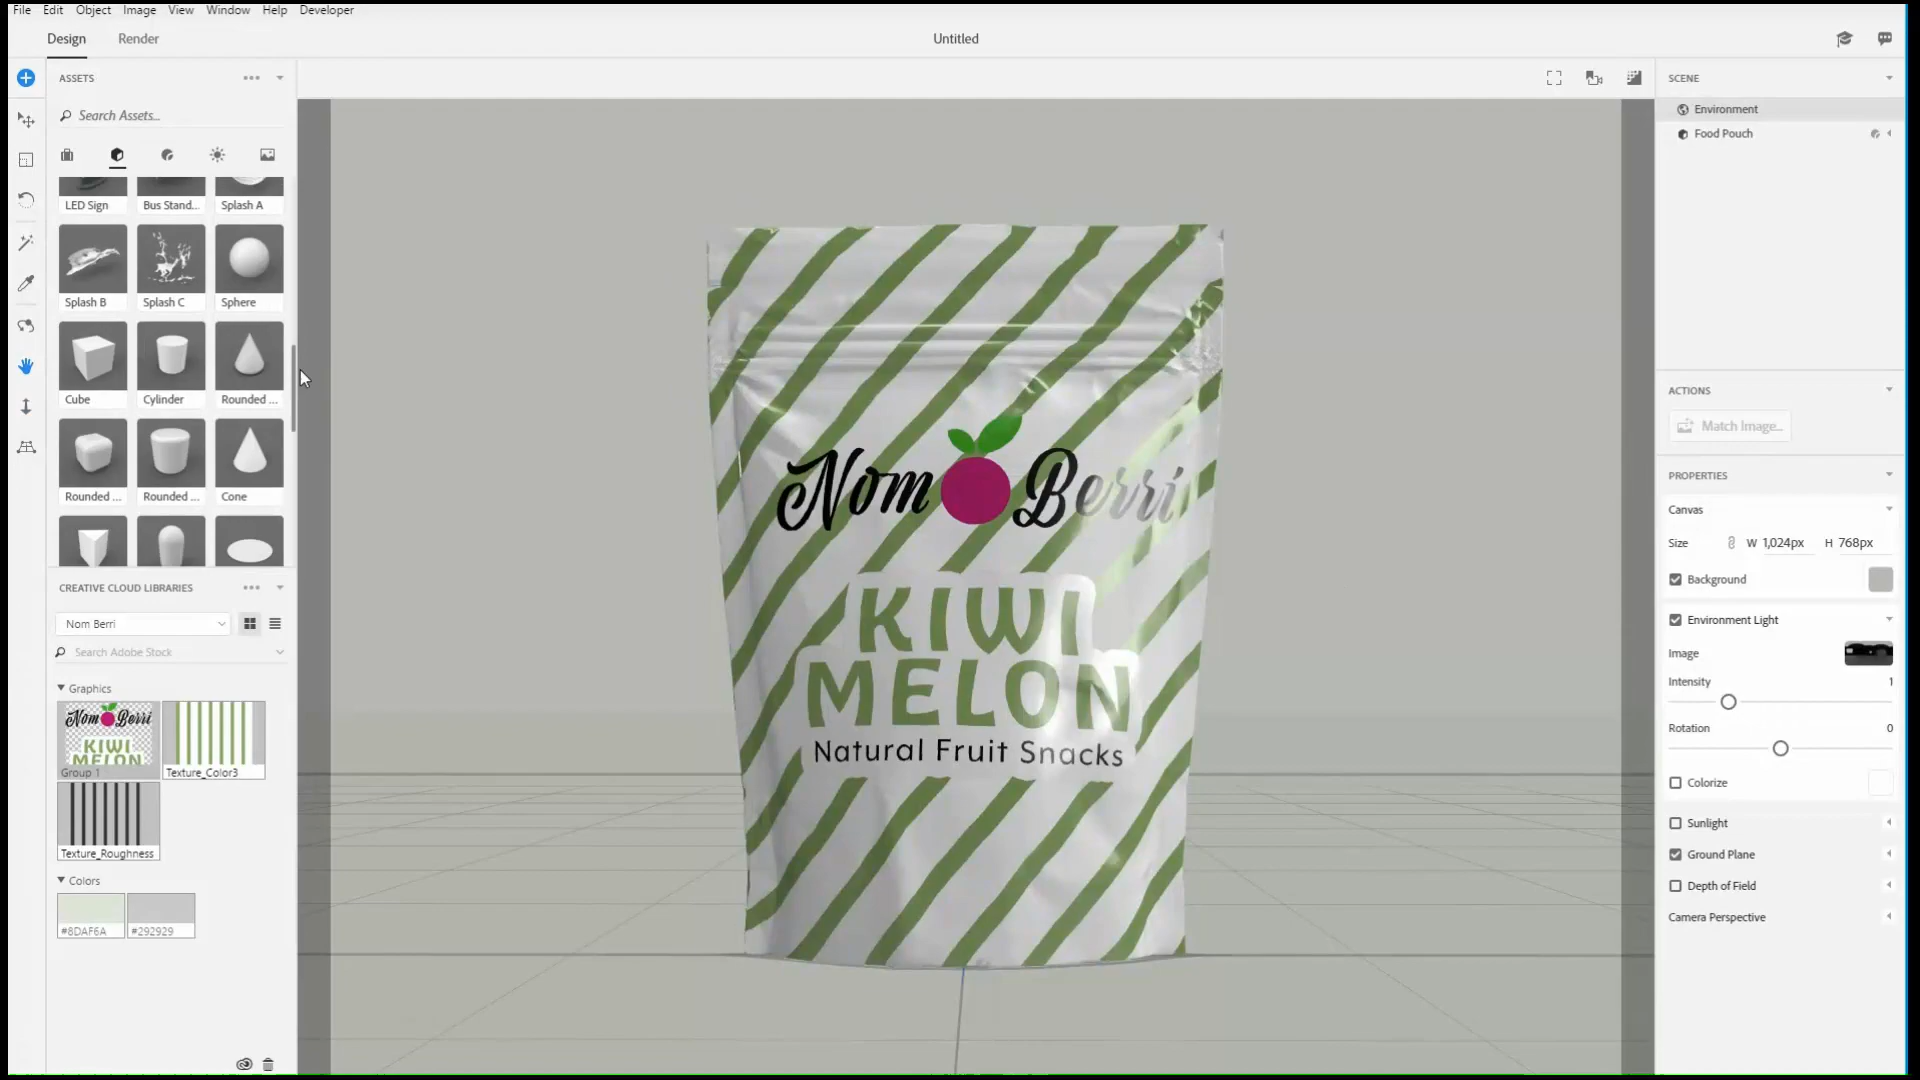 File Edit Object Image View Window Help Developer
Design Render
Untitled
ASSETS
Search Assets...
LED Sign
Bus Stand...
Splash A
Splash B
Splash C
Sphere
Cube
Cylinder
Rounded ...
Rounded ...
Rounded ...
Cone
CREATIVE CLOUD LIBRARIES
Nom Berri
Search Adobe Stock
Graphics
Nom Berri
KIWI
MELON
Group 1
Texture_Color3
Texture_Roughness
Colors
#8DAF6A
#292929
Nom Berri
KIWI
MELON
Natural Fruit Snacks
SCENE
Environment
Food Pouch
ACTIONS
Match Image...
PROPERTIES
Canvas
Size W 1,024px H 768px
Background
Environment Light
Image
Intensity 1
Rotation 0
Colorize
Sunlight
Ground Plane
Depth of Field
Camera Perspective